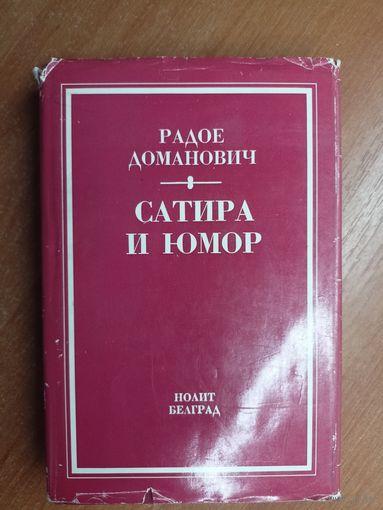 РАДОЕ
ДОМАНОВИЧ
САТИРА
И ЮМОР
НОЛИТ
БЕЛГРАД